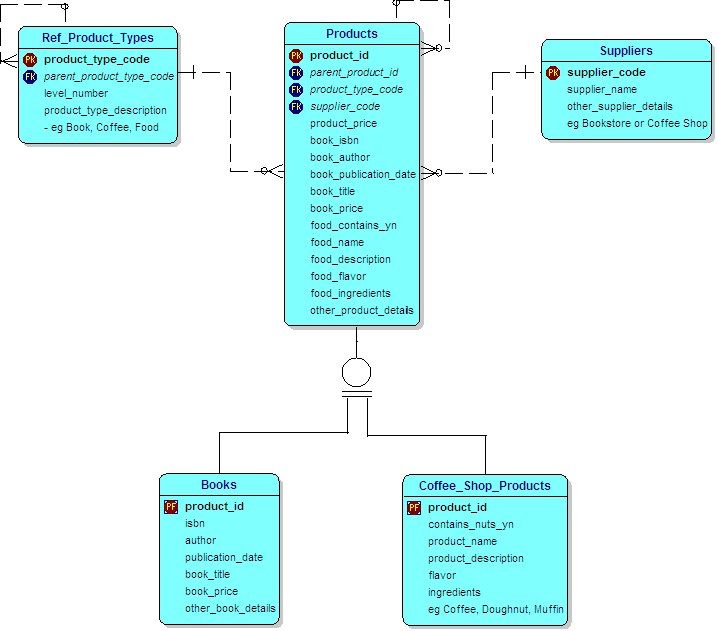 Ref_Product_Types
PK product_type_code
FK parent_product_type_code
level_number
product_type_description
- eg Book, Coffee, Food
Products
PK product_id
FK parent_product_id
FK product_type_code
FK supplier_code
product_price
book_isbn
book_author
book_publication_date
book_title
book_price
food_contains_yn
food_name
food_description
food_flavor
food_ingredients
other_product_details
Suppliers
PK supplier_code
supplier_name
other_supplier_details
eg Bookstore or Coffee Shop
Books
PF product_id
isbn
author
publication_date
book_title
book_price
other_book_details
Coffee_Shop_Products
PF product_id
contains_nuts_yn
product_name
product_description
flavor
ingredients
eg Coffee, Doughnut, Muffin